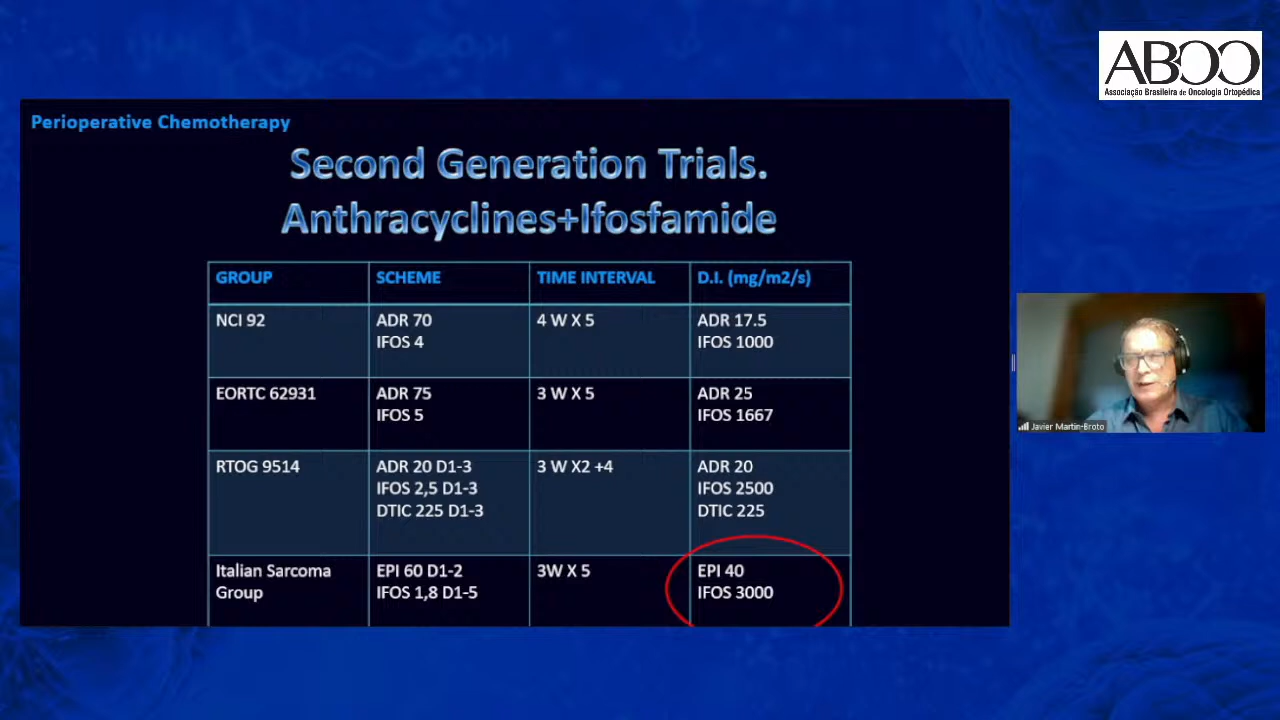 ABOO
Associação Brasileira de Oncologia Ortopédica
Perioperative Chemotherapy
Second Generation Trials.
Anthracyclines+Ifosfamide
GROUP SCHEME TIME INTERVAL D.I. (mg/m2/s)
NCI 92 ADR 70 4 W X 5 ADR 17.5
IFOS 4 IFOS 1000
EORTC 62931 ADR 75 3 W X 5 ADR 25
IFOS 5 IFOS 1667
RTOG 9514 ADR 20 D1-3 3 W X2 +4 ADR 20
IFOS 2,5 D1-3 IFOS 2500
DTIC 225 D1-3 DTIC 225
Italian Sarcoma EPI 60 D1-2 3W X 5 EPI 40
Group IFOS 1,8 D1-5 IFOS 3000
Javier Martin-Broto